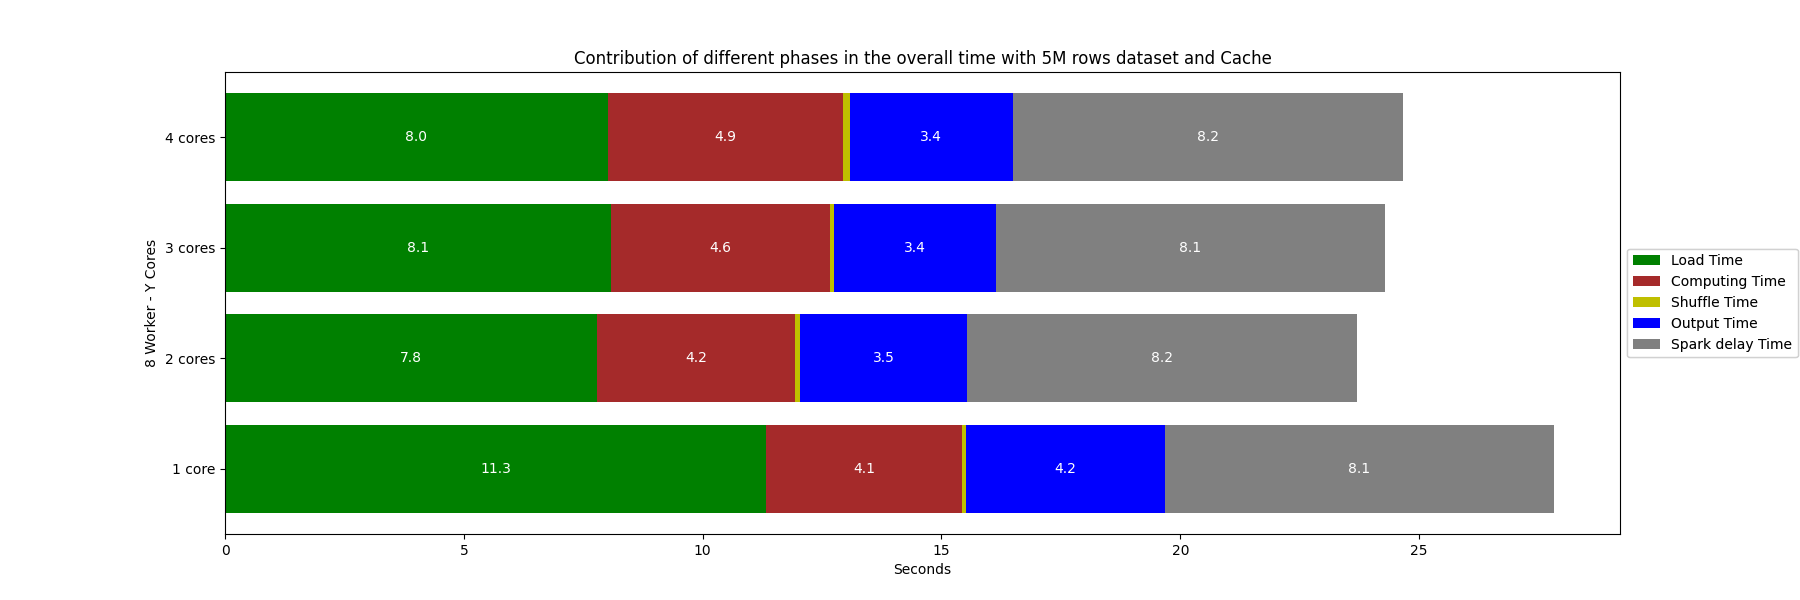 Contribution of different phases in the overall time with 5M rows dataset and Cache
8 Worker - Y Cores
4 cores
8.0 4.9 3.4 8.2
3 cores
8.1 4.6 3.4 8.1
2 cores
7.8 4.2 3.5 8.2
1 core
11.3 4.1 4.2 8.1
0 5 10 15 20 25
Seconds
Load Time
Computing Time
Shuffle Time
Output Time
Spark delay Time